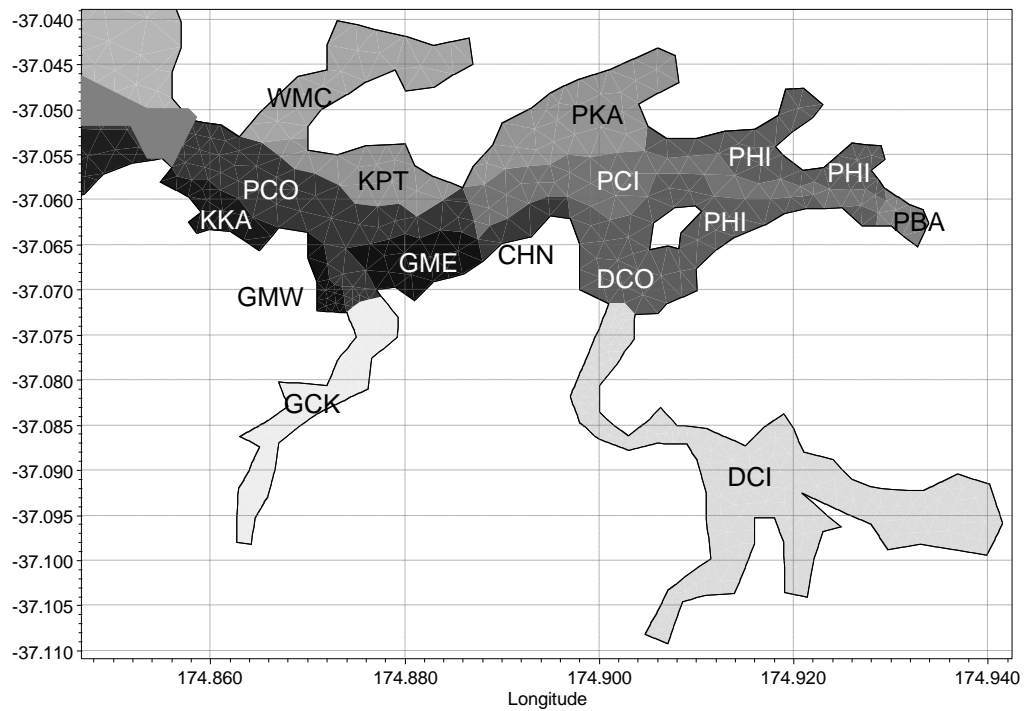 -37.040
-37.045
-37.050
-37.055
-37.060
-37.065
-37.070
-37.075
-37.080
-37.085
-37.090
-37.095
-37.100
-37.105
-37.110
WMC
PKA
PHI
KPT
PCI
PHI
PCO
KKA
PHI
PBA
GME
CHN
DCO
GMW
GCK
DCI
174.860
174.880
174.900
174.920
174.940
Longitude